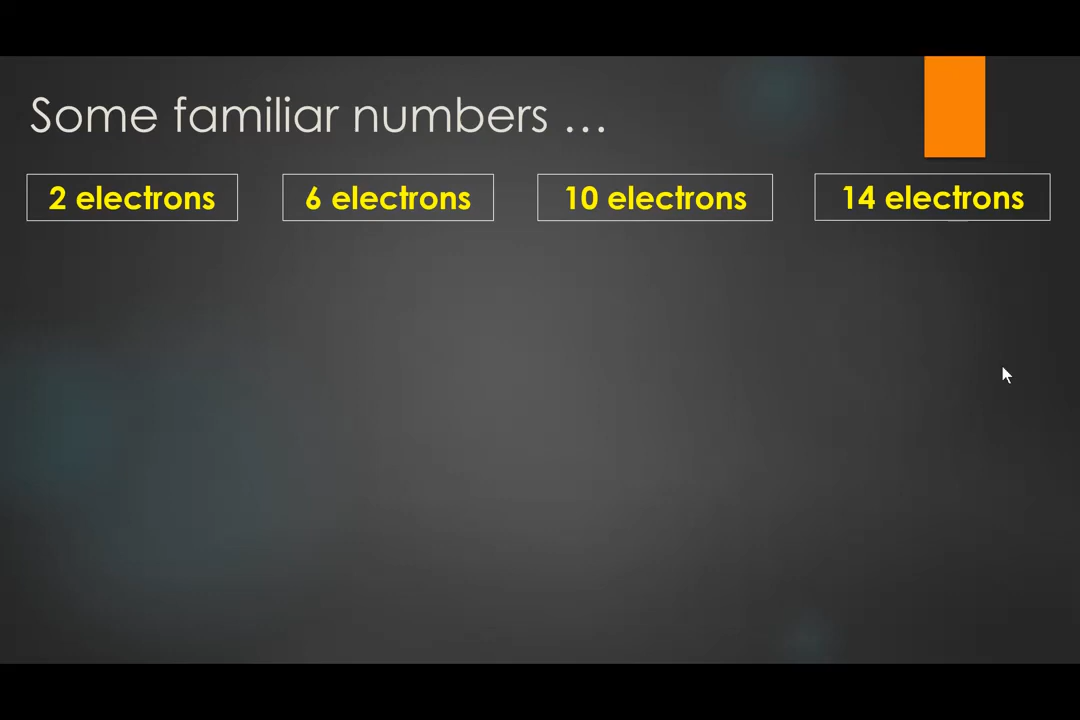 Some familiar numbers …
2 electrons
6 electrons
10 electrons
14 electrons